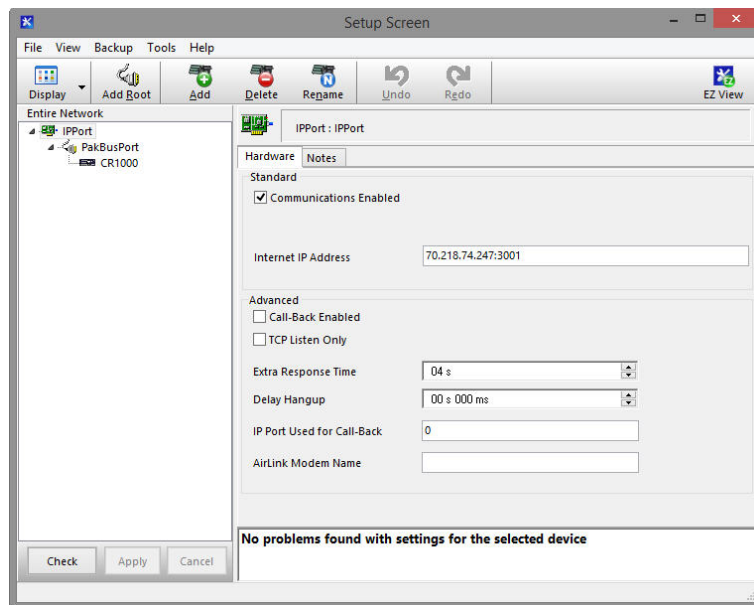 Setup Screen
File View Backup Tools Help
Display Add Root Add Delete Rename Undo Redo EZ View
Entire Network
IPPort
PakBusPort
CR1000
IPPort : IPPort
Hardware Notes
Standard
Communications Enabled
Internet IP Address 70.218.74.247:3001
Advanced
Call-Back Enabled
TCP Listen Only
Extra Response Time 04 s
Delay Hangup 00 s 000 ms
IP Port Used for Call-Back 0
AirLink Modem Name
No problems found with settings for the selected device
Check Apply Cancel